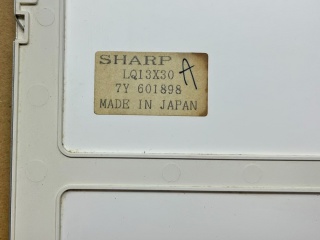 SHARP
LQ13X30 A
7Y 601898
MADE IN JAPAN